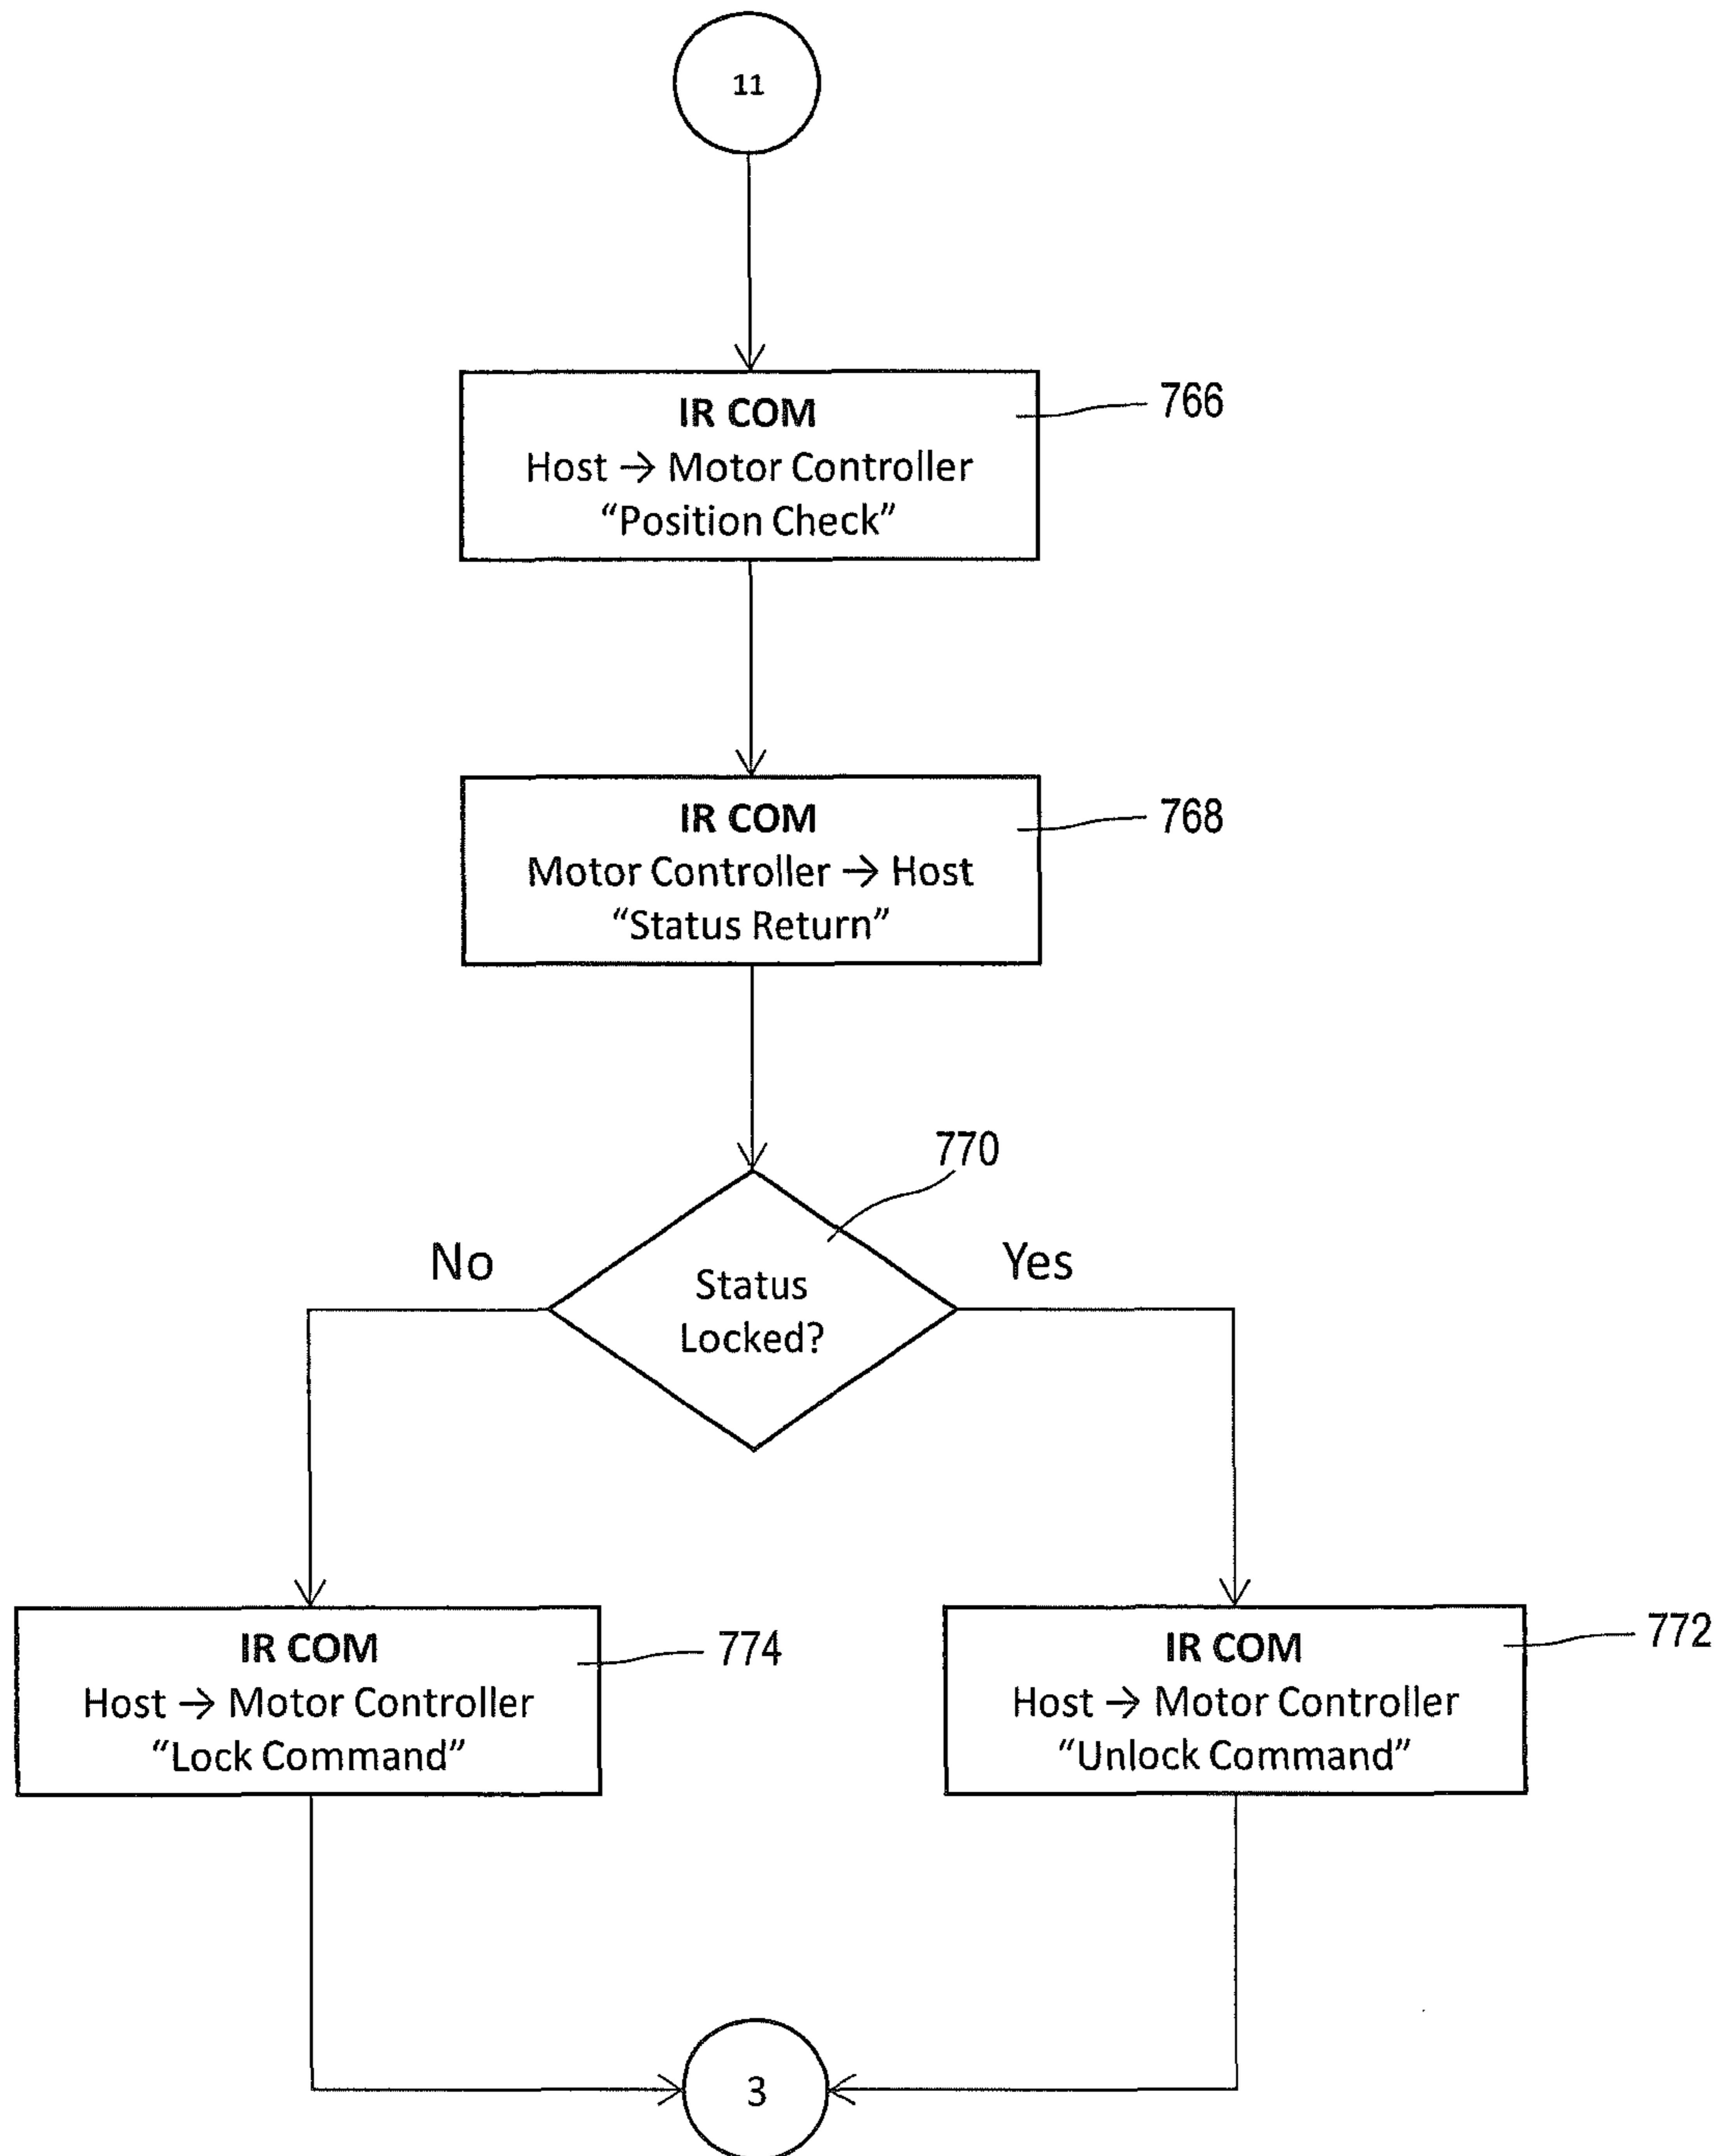 11
IR COM
766
Host → Motor Controller
“Position Check”
IR COM
768
Motor Controller → Host
“Status Return”
770
No
Yes
Status
Locked?
IR COM
774
Host → Motor Controller
“Lock Command”
IR COM
772
Host → Motor Controller
“Unlock Command”
3